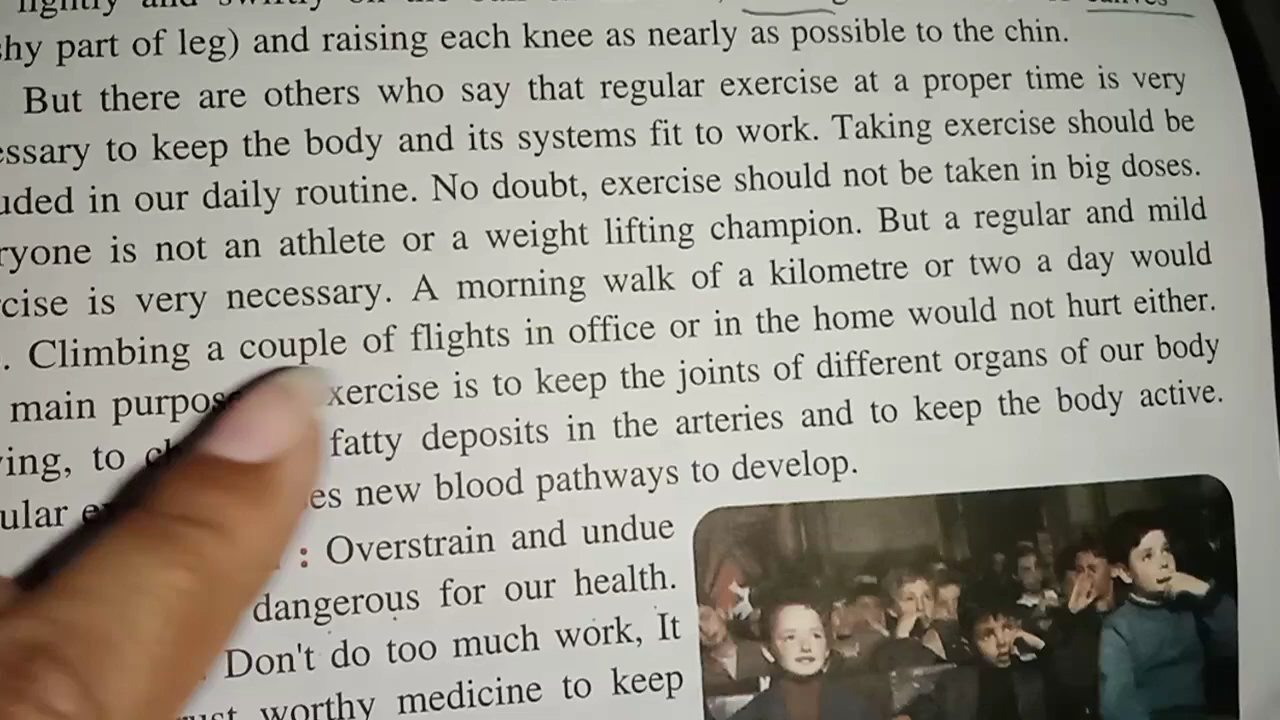 lightly and swiftly on the
hy part of leg) and raising each knee as nearly as possible to the chin.
But there are others who say that regular exercise at a proper time is very
ssary to keep the body and its systems fit to work. Taking exercise should be
uded in our daily routine. No doubt, exercise should not be taken in big doses.
ryone is not an athlete or a weight lifting champion. But a regular and mild
cise is very necessary. A morning walk of a kilometre or two a day would
. Climbing a couple of flights in office or in the home would not hurt either.
main purpos xercise is to keep the joints of different organs of our body
ing, to fatty deposits in the arteries and to keep the body active.
ular es new blood pathways to develop.
: Overstrain and undue
dangerous for our health.
Don't do too much work, It
worthy medicine to keep